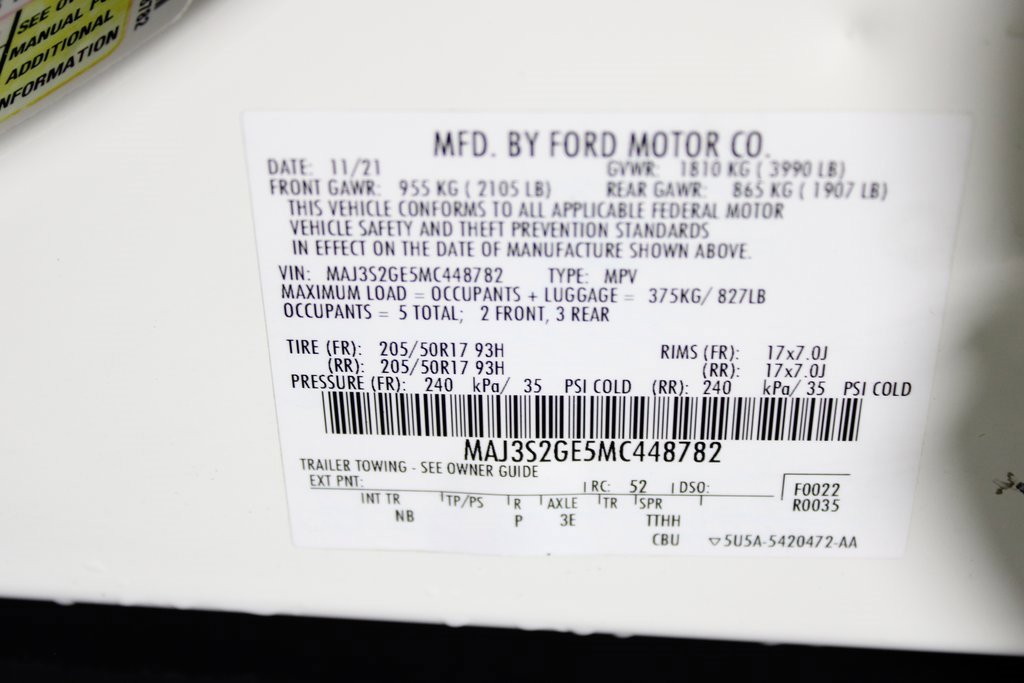 SEE O
MANUAL
ADDITIONAL
INFORMATION
MFD. BY FORD MOTOR CO.
DATE: 11/21 GVWR: 1810 KG ( 3990 LB)
FRONT GAWR: 955 KG ( 2105 LB) REAR GAWR: 865 KG ( 1907 LB)
THIS VEHICLE CONFORMS TO ALL APPLICABLE FEDERAL MOTOR
VEHICLE SAFETY AND THEFT PREVENTION STANDARDS
IN EFFECT ON THE DATE OF MANUFACTURE SHOWN ABOVE.
VIN: MAJ3S2GE5MC448782 TYPE: MPV
MAXIMUM LOAD = OCCUPANTS + LUGGAGE = 375KG/ 827LB
OCCUPANTS = 5 TOTAL; 2 FRONT, 3 REAR
TIRE (FR): 205/50R17 93H RIMS (FR): 17x7.0J
(RR): 205/50R17 93H (RR): 17x7.0J
PRESSURE (FR): 240 kPa/ 35 PSI COLD (RR): 240 kPa/ 35 PSI COLD
MAJ3S2GE5MC448782
TRAILER TOWING - SEE OWNER GUIDE
EXT PNT: RC: 52 DSO: F0022
INT TR TP/PS R AXLE TR SPR R0035
NB P 3E TTHH
CBU ▽5U5A-5420472-AA